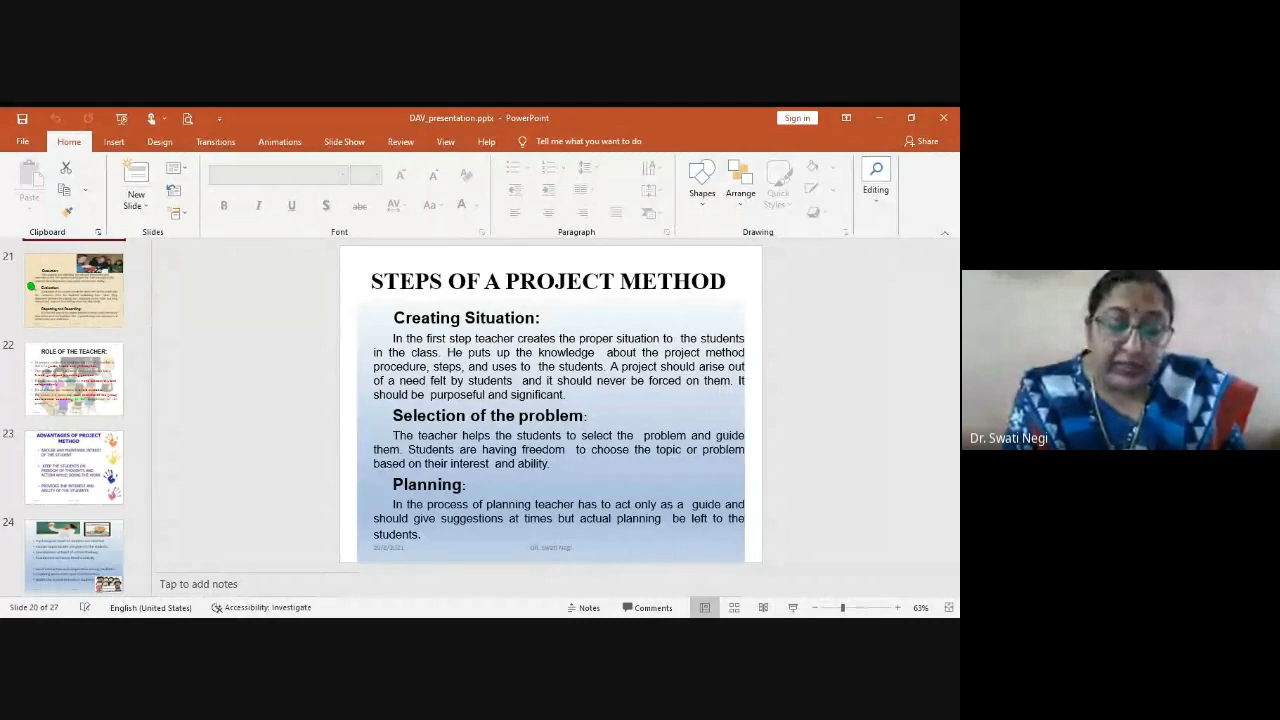 DAV_presentation.pptx - PowerPoint
Sign in
File Home Insert Design Transitions Animations Slide Show Review View Help Tell me what you want to do Share
Paste
New
Slide
Shapes Arrange Quick
Styles
Editing
Clipboard Slides Font Paragraph Drawing
21
22
ROLE OF THE TEACHER:
23
ADVANTAGES OF PROJECT
METHOD
24
STEPS OF A PROJECT METHOD
Creating Situation:
In the first step teacher creates the proper situation to the students
in the class. He puts up the knowledge about the project method
procedure, steps, and uses to the students. A project should arise out
of a need felt by students and it should never be forced on them. It
should be purposeful and significant.
Selection of the problem:
The teacher helps the students to select the problem and guide
them. Students are having freedom to choose the topic or problem
based on their interest and ability.
Planning:
In the process of planning teacher has to act only as a guide and
should give suggestions at times but actual planning be left to the
students.
Dr. Swati Negi
Tap to add notes
Slide 20 of 27 English (United States) Accessibility: Investigate Notes Comments 63%
Dr. Swati Negi